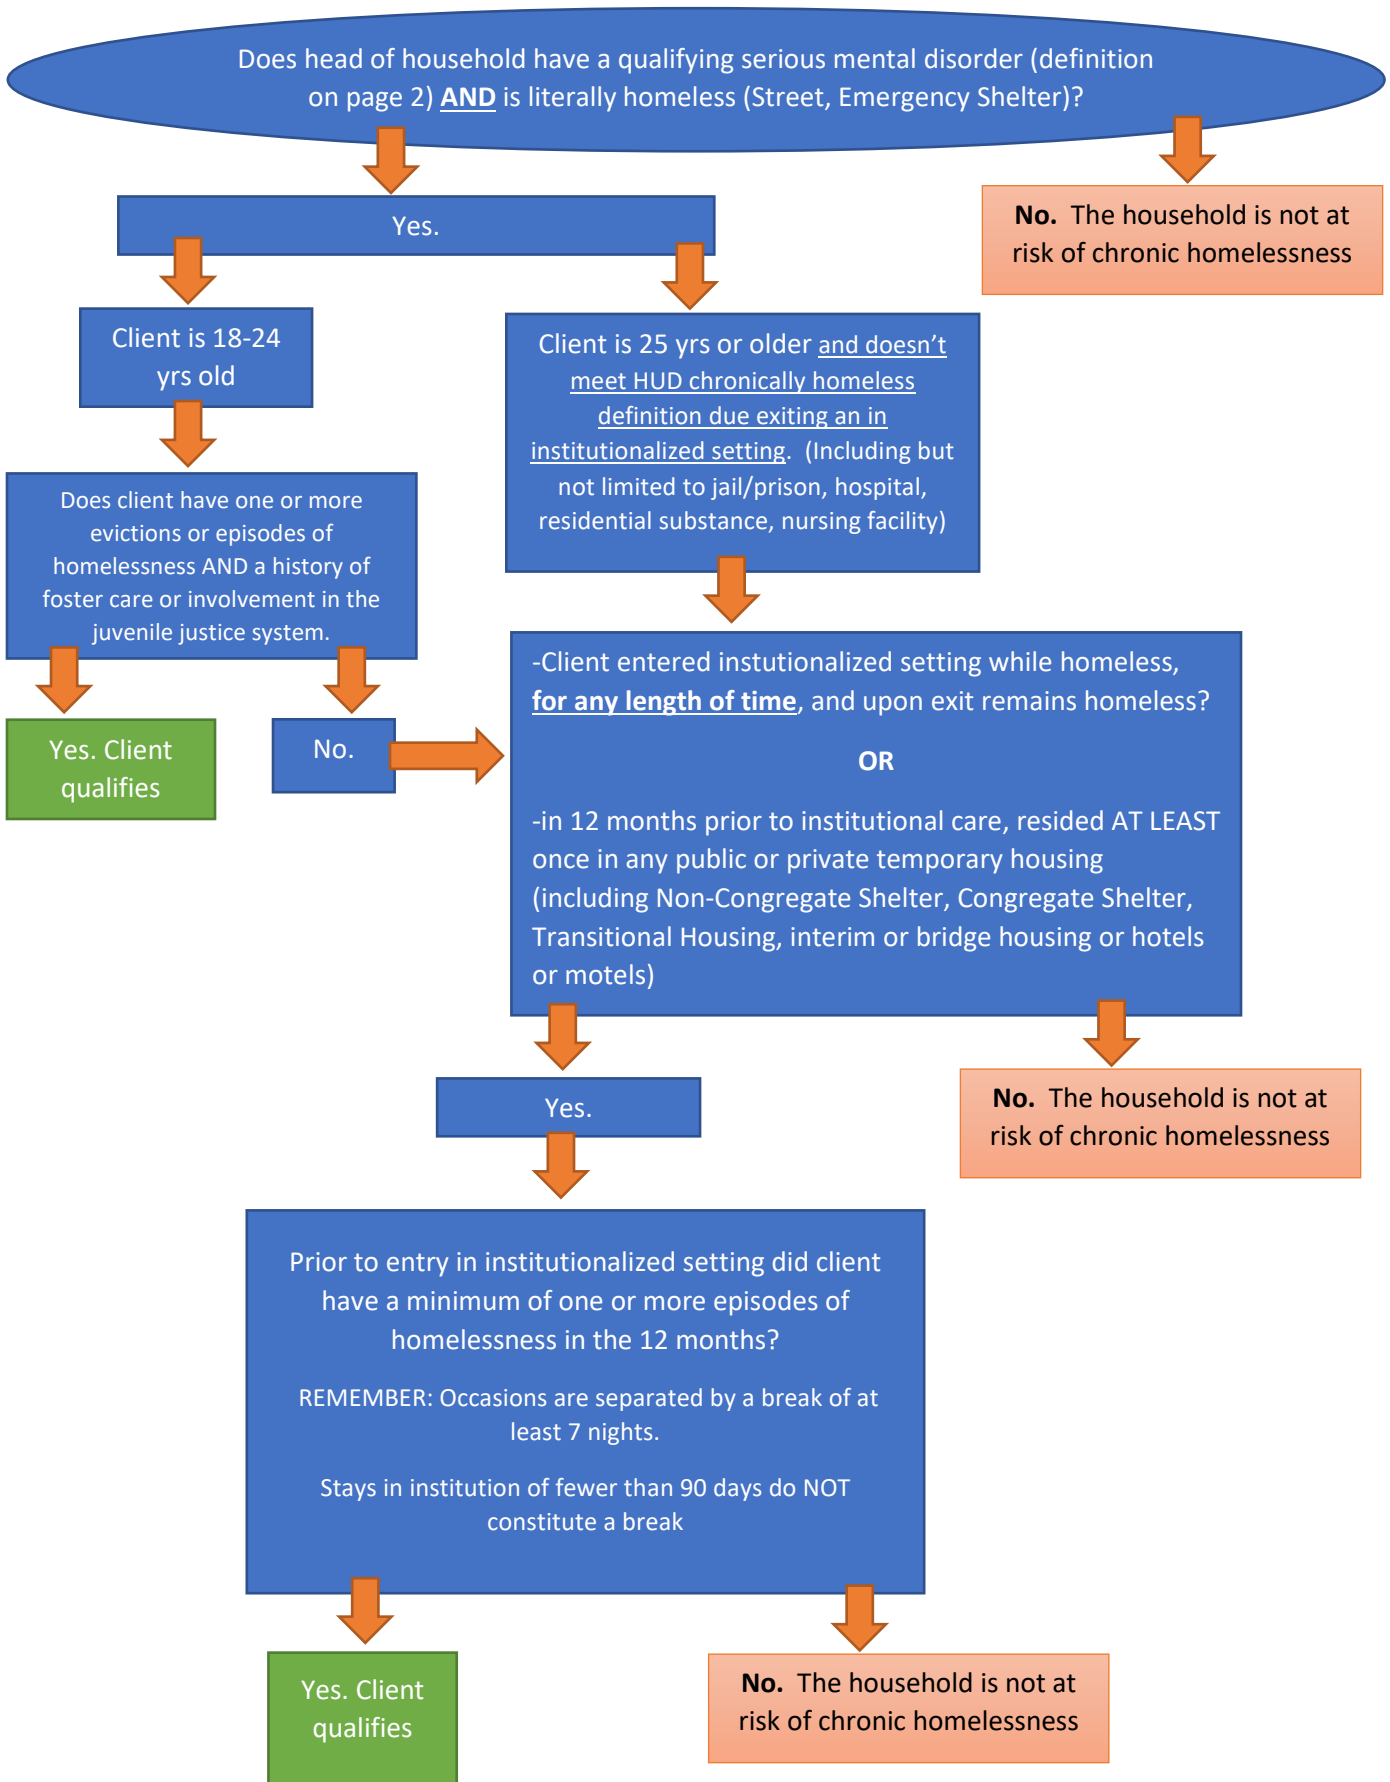 Does head of household have a qualifying serious mental disorder (definition
on page 2) AND is literally homeless (Street, Emergency Shelter)?
Yes.
No.  The household is not at
risk of chronic homelessness
Client is 18-24
yrs old
Client is 25 yrs or older and doesn’t
meet HUD chronically homeless
definition due exiting an in
institutionalized setting.  (Including but
not limited to jail/prison, hospital,
residential substance, nursing facility)
Does client have one or more
evictions or episodes of
homelessness AND a history of
foster care or involvement in the
juvenile justice system.
Yes. Client
qualifies
No.
-Client entered instutionalized setting while homeless,
for any length of time, and upon exit remains homeless?
OR
-in 12 months prior to institutional care, resided AT LEAST
once in any public or private temporary housing
(including Non-Congregate Shelter, Congregate Shelter,
Transitional Housing, interim or bridge housing or hotels
or motels)
Yes.
No.  The household is not at
risk of chronic homelessness
Prior to entry in institutionalized setting did client
have a minimum of one or more episodes of
homelessness in the 12 months?
REMEMBER: Occasions are separated by a break of at
least 7 nights.
Stays in institution of fewer than 90 days do NOT
constitute a break
Yes. Client
qualifies
No.  The household is not at
risk of chronic homelessness